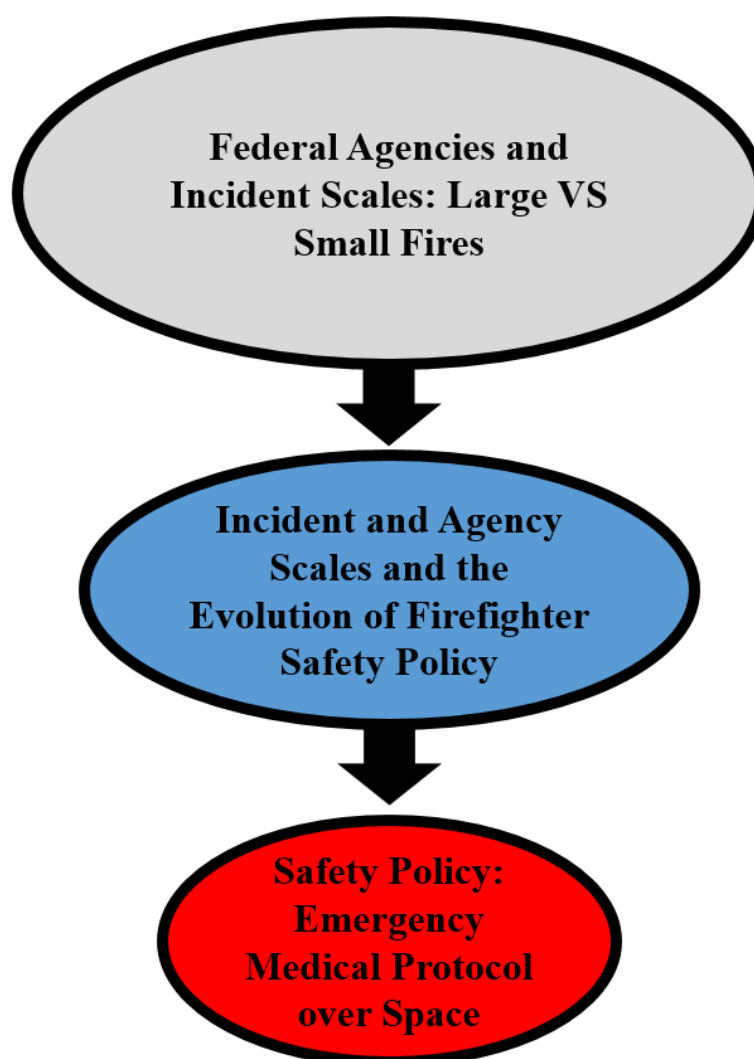 Federal Agencies and
Incident Scales: Large VS
Small Fires
Incident and Agency
Scales and the
Evolution of Firefighter
Safety Policy
Safety Policy:
Emergency
Medical Protocol
over Space